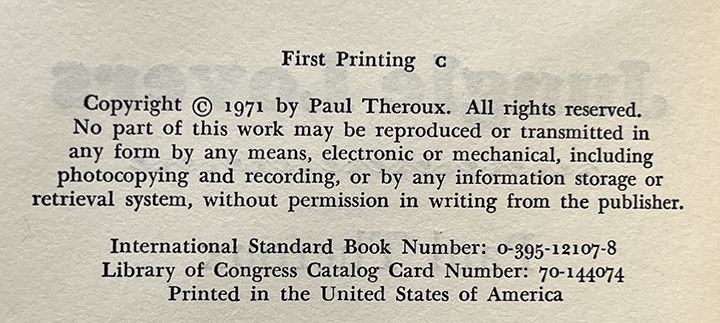 First Printing C
Copyright © 1971 by Paul Theroux. All rights reserved.
No part of this work may be reproduced or transmitted in
any form by any means, electronic or mechanical, including
photocopying and recording, or by any information storage or
retrieval system, without permission in writing from the publisher.
International Standard Book Number: 0-395-12107-8
Library of Congress Catalog Card Number: 70-144074
Printed in the United States of America